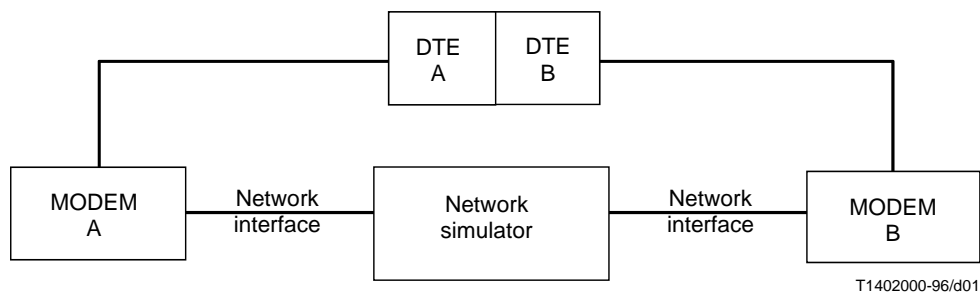 DTE
A
DTE
B
MODEM
A
Network
interface
Network
simulator
Network
interface
MODEM
B
T1402000-96/d01